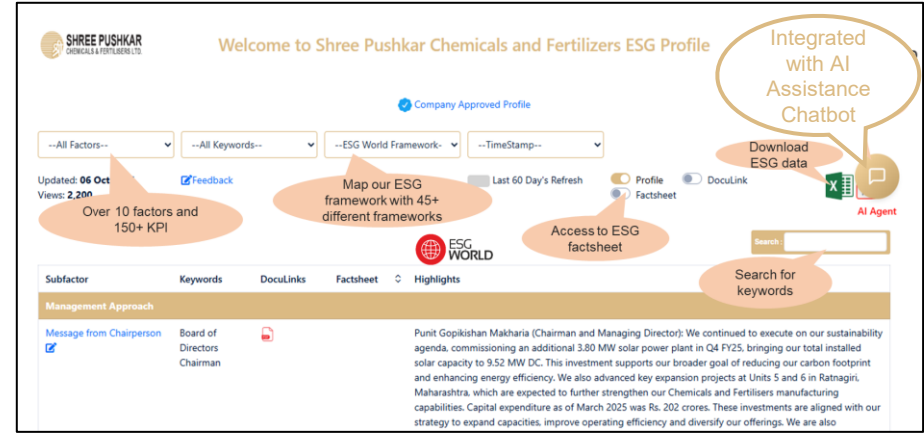 SHREE PUSHKAR
CHEMICALS & FERTILISERS LTD.
Welcome to Shree Pushkar Chemicals and Fertilizers ESG Profile
Integrated
with AI
Assistance
Chatbot
Company Approved Profile
--All Factors--
--All Keywords--
--ESG World Framework-
--TimeStamp--
Download
ESG data
Updated: 06 Oct
Feedback
Last 60 Day's Refresh
Profile
DocuLink
Views: 2,200
Factsheet
Map our ESG
framework with 45+
different frameworks
Over 10 factors and
150+ KPI
AI Agent
Access to ESG
factsheet
ESG
WORLD
Search:
Search for
keywords
Subfactor
Keywords
DocuLinks
Factsheet
Highlights
Management Approach
Message from Chairperson
Board of
Directors
Chairman
Punit Gopikishan Makharia (Chairman and Managing Director): We continued to execute on our sustainability
agenda, commissioning an additional 3.80 MW solar power plant in Q4 FY25, bringing our total installed
solar capacity to 9.52 MW DC. This investment supports our broader goal of reducing our carbon footprint
and enhancing energy efficiency. We also advanced key expansion projects at Units 5 and 6 in Ratnagiri,
Maharashtra, which are expected to further strengthen our Chemicals and Fertilisers manufacturing
capabilities. Capital expenditure as of March 2025 was Rs. 202 crores. These investments are aligned with our
strategy to expand capacities, improve operating efficiency and diversify our offerings. We are also